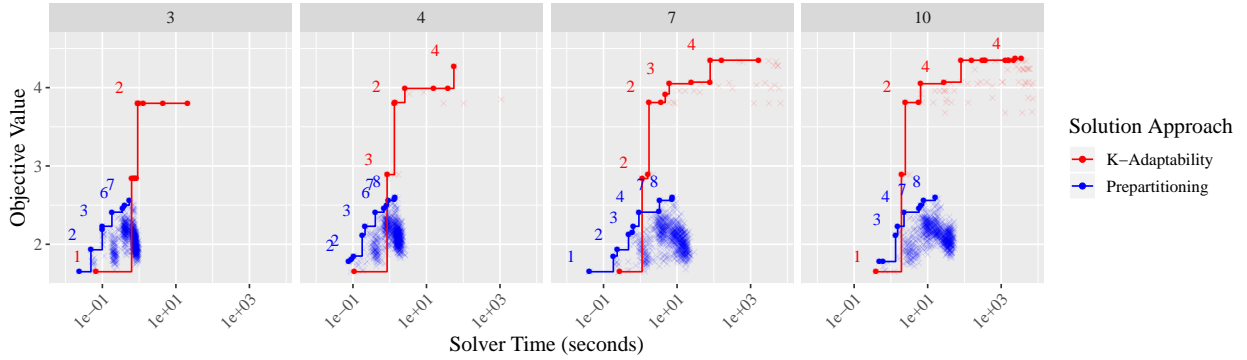 3 4 7 10
Objective Value
4
3
2
1 2
2 3 6 7
2 2 3 6 7 8
2 3 2 4
1 2 3 4 7 8
2 2 3 4
3 4 7 8
1 2 4 4
1e−01 1e+01 1e+03 1e−01 1e+01 1e+03 1e−01 1e+01 1e+03 1e−01 1e+01 1e+03
Solver Time (seconds)
Solution Approach
K−Adaptability
Prepartitioning